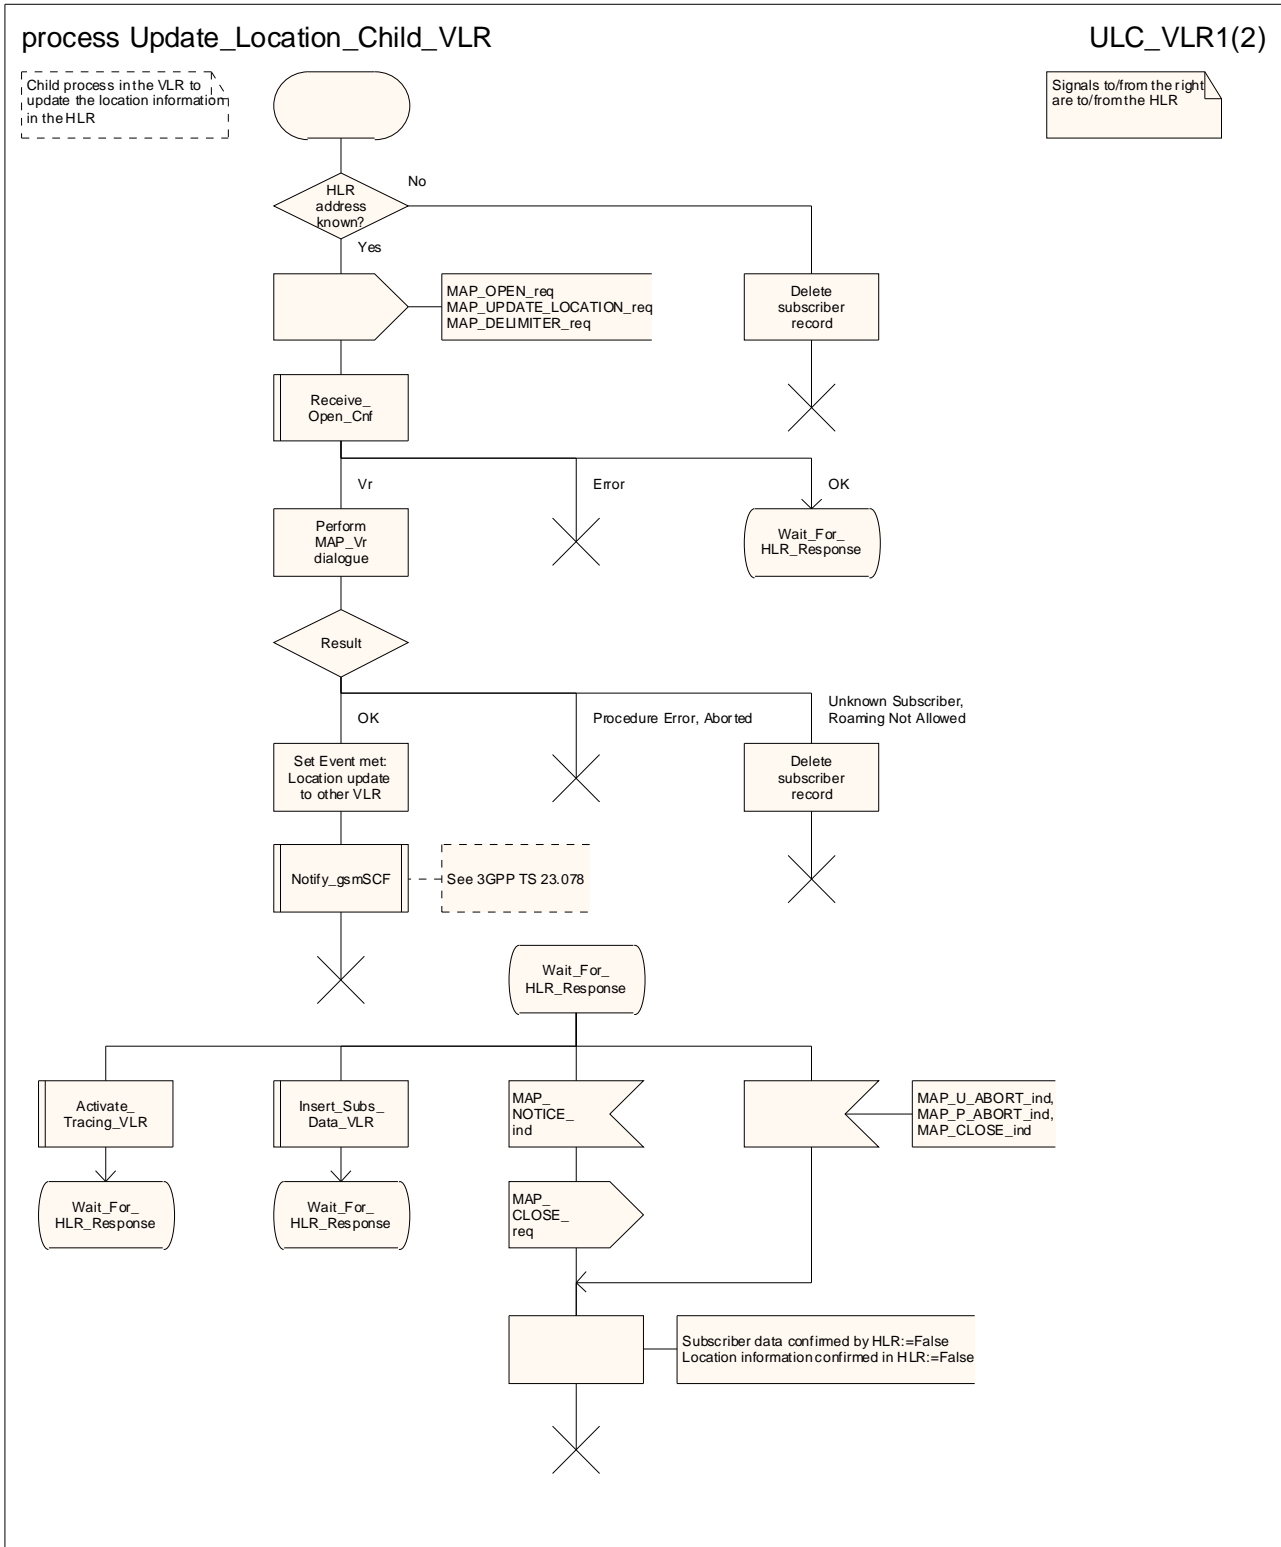 process Update_Location_Child_VLR
ULC_VLR1(2)
Child process in the VLR to
update the location information
in the HLR
Signals to/from the right
are to/from the HLR
HLR
address
known?
No
Yes
MAP_OPEN_req
MAP_UPDATE_LOCATION_req
MAP_DELIMITER_req
Delete
subscriber
record
Receive_
Open_Cnf
Vr
Error
OK
Perform
MAP_Vr
dialogue
Wait_For_
HLR_Response
Result
OK
Procedure Error, Aborted
Unknown Subscriber,
Roaming Not Allowed
Set Event met:
Location update
to other VLR
Delete
subscriber
record
Notify_gsmSCF
See 3GPP TS 23.078
Wait_For_
HLR_Response
Activate_
Tracing_VLR
Insert_Subs_
Data_VLR
MAP_
NOTICE_
ind
MAP_U_ABORT_ind,
MAP_P_ABORT_ind,
MAP_CLOSE_ind
Wait_For_
HLR_Response
Wait_For_
HLR_Response
MAP_
CLOSE_
req
Subscriber data confirmed by HLR:=False
Location information confirmed in HLR:=False